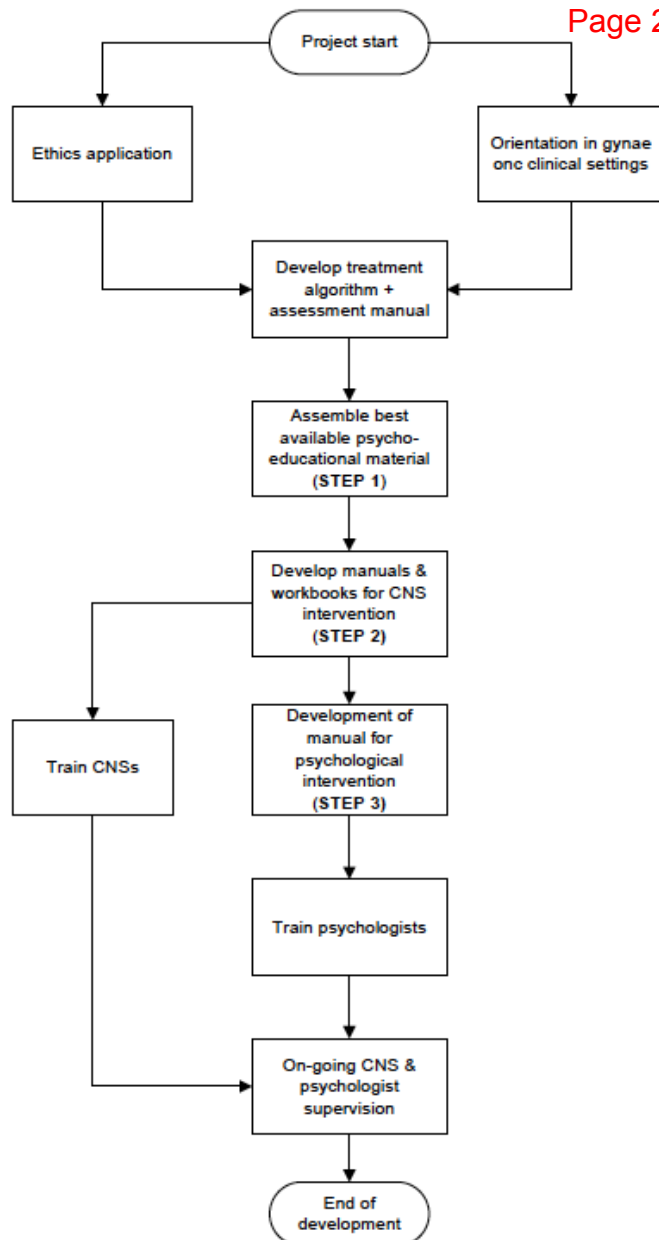 Page 2
Project start
Ethics application
Orientation in gynae
onc clinical settings
Develop treatment
algorithm +
assessment manual
Assemble best
available psycho-
educational material
(STEP 1)
Develop manuals &
workbooks for CNS
intervention
(STEP 2)
Train CNSs
Development of
manual for
psychological
intervention
(STEP 3)
Train psychologists
On-going CNS &
psychologist
supervision
End of
development